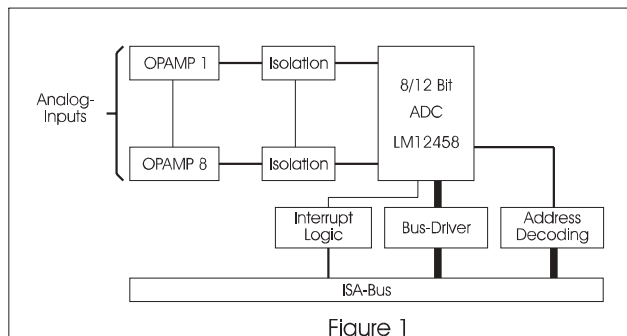 OPAMP 1
Isolation
8/12 Bit
ADC
LM12458
Analog-
Inputs
OPAMP 8
Isolation
Interrupt
Logic
Bus-Driver
Address
Decoding
ISA-Bus
Figure 1